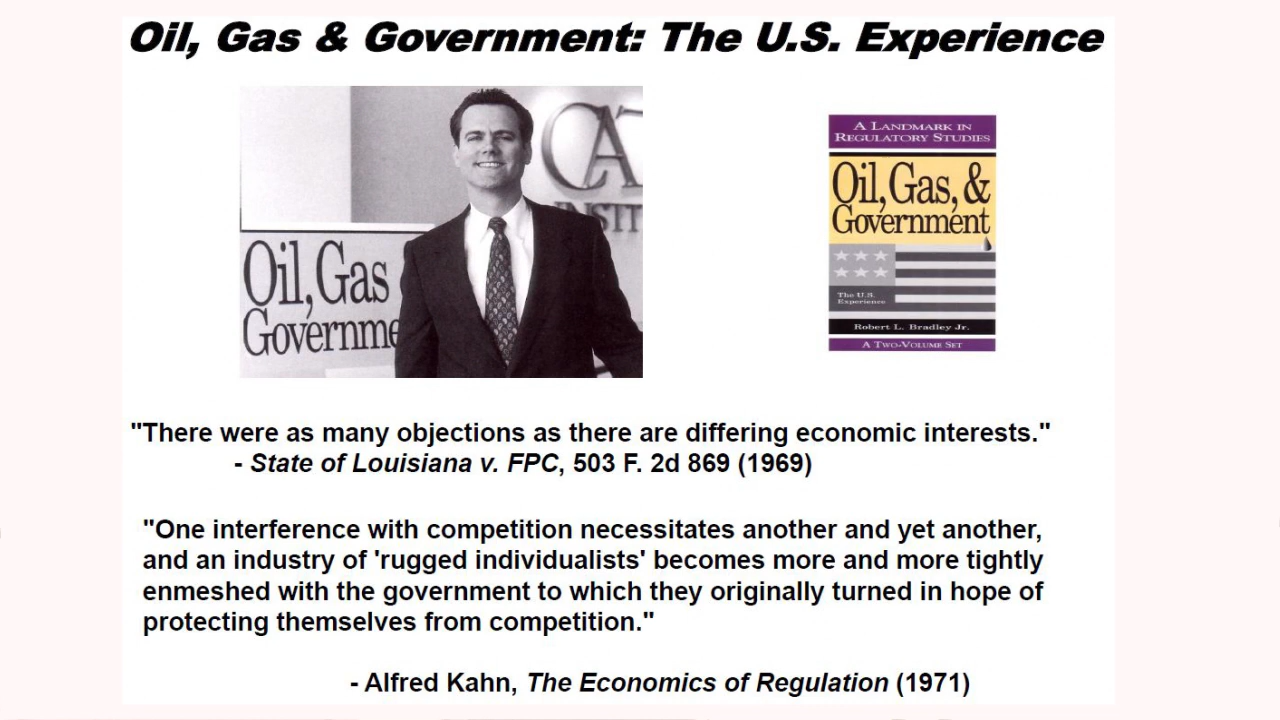 Oil, Gas & Government: The U.S. Experience
CAT
INSTIT
Oil, Gas
Governme
A LANDMARK IN
REGULATORY STUDIES
Oil, Gas, &
Government
The U.S.
Experience
Robert L. Bradley Jr.
A TWO-VOLUME SET
"There were as many objections as there are differing economic interests."
- State of Louisiana v. FPC, 503 F. 2d 869 (1969)
"One interference with competition necessitates another and yet another,
and an industry of 'rugged individualists' becomes more and more tightly
enmeshed with the government to which they originally turned in hope of
protecting themselves from competition."
- Alfred Kahn, The Economics of Regulation (1971)